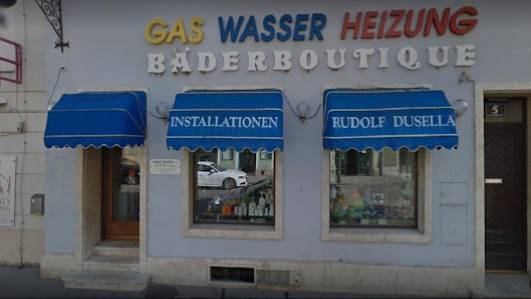 GAS WASSER HEIZUNG
BÄDERBOUTIQUE
INSTALLATIONEN
RUDOLF DUSELLA
5